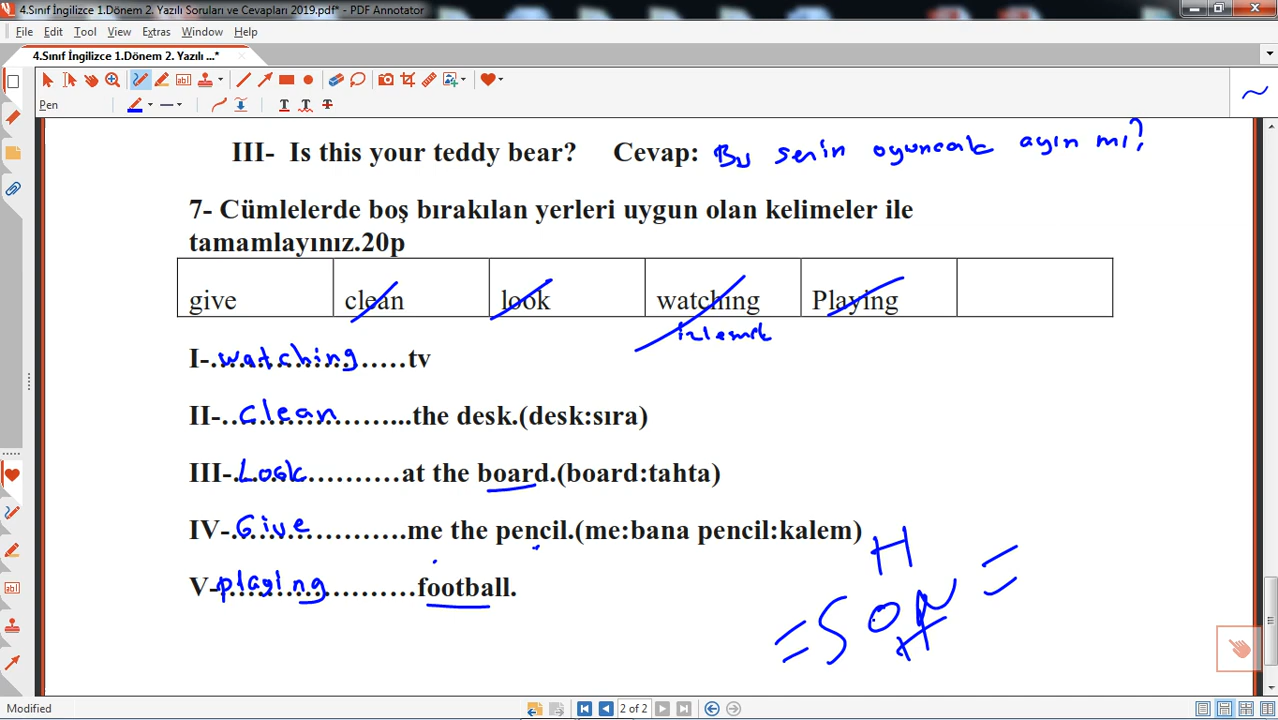 4.Sınıf İngilizce 1.Dönem 2. Yazılı Soruları ve Cevapları 2019.pdf* - PDF Annotator
File Edit Tool View Extras Window Help
4.Sınıf İngilizce 1.Dönem 2. Yazılı ...*
Pen
III- Is this your teddy bear? Cevap: Bu senin oyuncak ayın mı?
7- Cümlelerde boş bırakılan yerleri uygun olan kelimeler ile
tamamlayınız.20p
give clean look watching Playing
izlemek
I-.watching......tv
II-..clean...........the desk.(desk:sıra)
III-.Look..........at the board.(board:tahta)
IV-.Give..........me the pencil.(me:bana pencil:kalem)
V-playing..........football.
H
= SON =
Modified 2 of 2